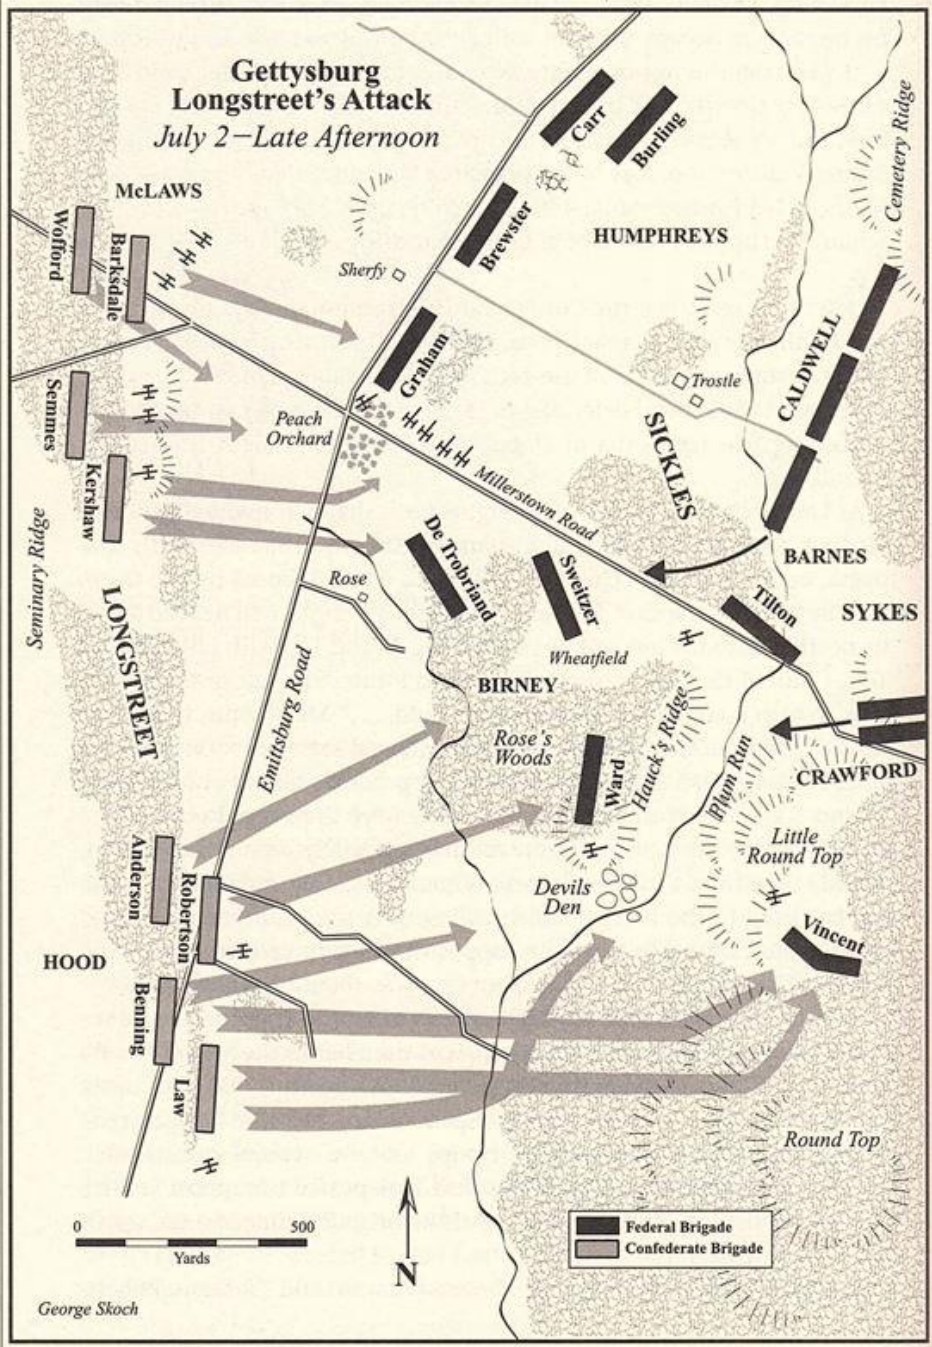 Gettysburg
Longstreet's Attack
July 2–Late Afternoon
McLAWS
Wofford
Barksdale
Semmes
Kershaw
Seminary Ridge
LONGSTREET
Carr
Burling
Brewster
HUMPHREYS
Cemetery Ridge
Sherfy
Graham
Trostle
CALDWELL
SICKLES
Peach
Orchard
Millerstown Road
BARNES
De Trobriand
Sweitzer
Tilton
SYKES
Rose
Wheatfield
BIRNEY
Emittsburg Road
Rose's
Woods
Ward
Hauck's Ridge
Plum Run
CRAWFORD
Little
Round Top
Devils
Den
Vincent
Anderson
Robertson
HOOD
Benning
Law
Round Top
0 500
Yards
N
Federal Brigade
Confederate Brigade
George Skoch